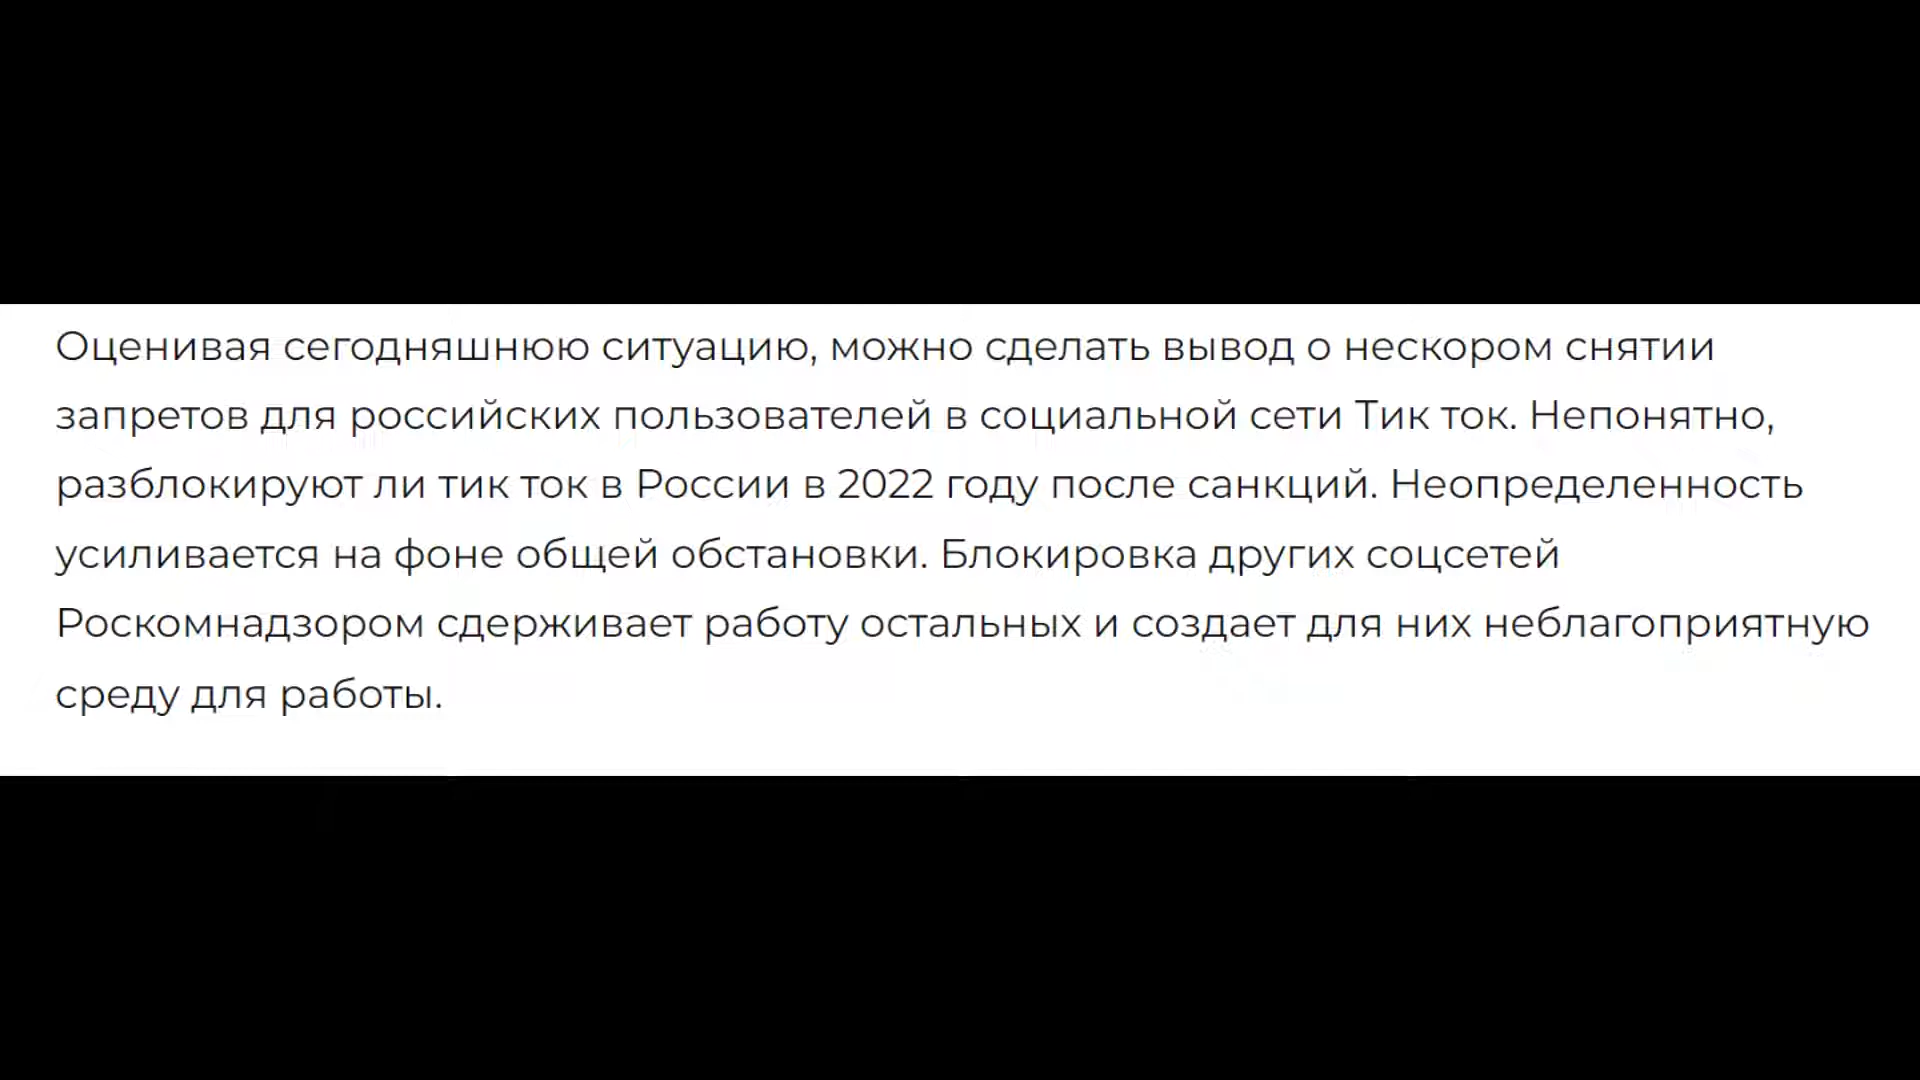 Оценивая сегодняшнюю ситуацию, можно сделать вывод о нескором снятии
запретов для российских пользователей в социальной сети Тик ток. Непонятно,
разблокируют ли тик ток в России в 2022 году после санкций. Неопределенность
усиливается на фоне общей обстановки. Блокировка других соцсетей
Роскомнадзором сдерживает работу остальных и создает для них неблагоприятную
среду для работы.